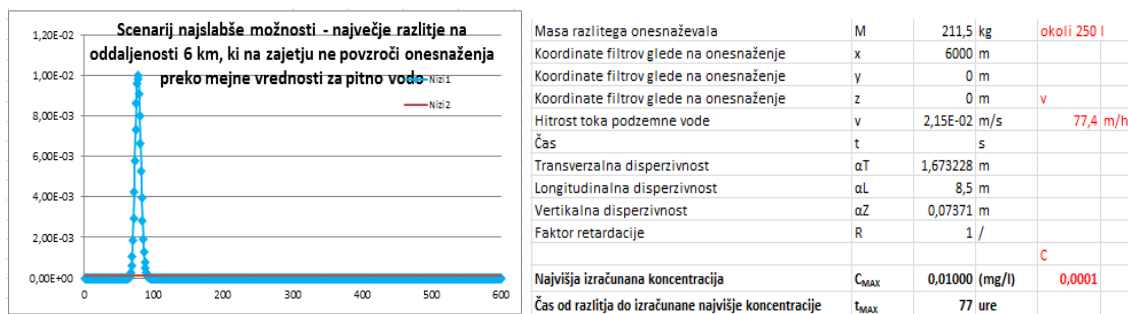 Scenarij najslabše možnosti - največje razlitje na
oddaljenosti 6 km, ki na zajetju ne povzroči onesnaženja
preko mejne vrednosti za pitno vodo
1,20E-02
1,00E-02
8,00E-03
6,00E-03
4,00E-03
2,00E-03
0,00E+00
0 100 200 300 400 500 600
Niz1
Niz2
Masa razlitega onesnaževala M 211,5 kg okoli 250 l
Koordinate filtrov glede na onesnaženje x 6000 m
Koordinate filtrov glede na onesnaženje y 0 m
Koordinate filtrov glede na onesnaženje z 0 m v
Hitrost toka podzemne vode v 2,15E-02 m/s 77,4 m/h
Čas t s
Transverzalna disperzivnost αT 1,673228 m
Longitudinalna disperzivnost αL 8,5 m
Vertikalna disperzivnost αZ 0,07371 m
Faktor retardacije R 1 /
C
Najvišja izračunana koncentracija CMAX 0,01000 (mg/l) 0,0001
Čas od razlitja do izračunane najvišje koncentracije tMAX 77 ure